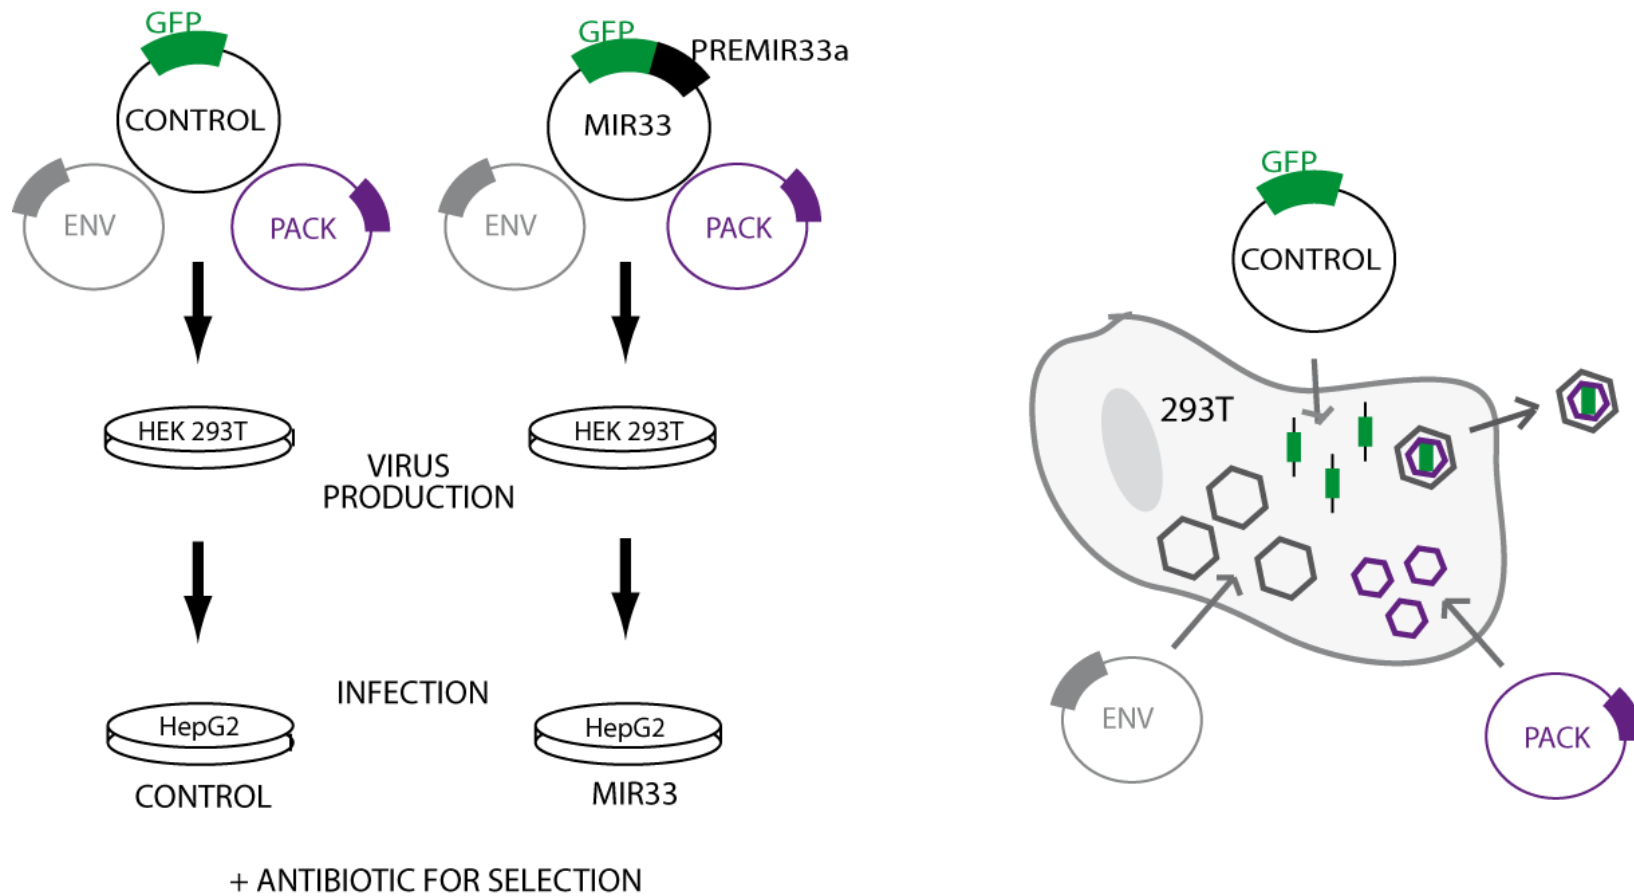 GFP
CONTROL
ENV
PACK
GFP
PREMIR33a
MIR33
ENV
PACK
HEK 293T
HEK 293T
VIRUS
PRODUCTION
INFECTION
HepG2
HepG2
CONTROL
MIR33
+ ANTIBIOTIC FOR SELECTION
GFP
CONTROL
293T
ENV
PACK